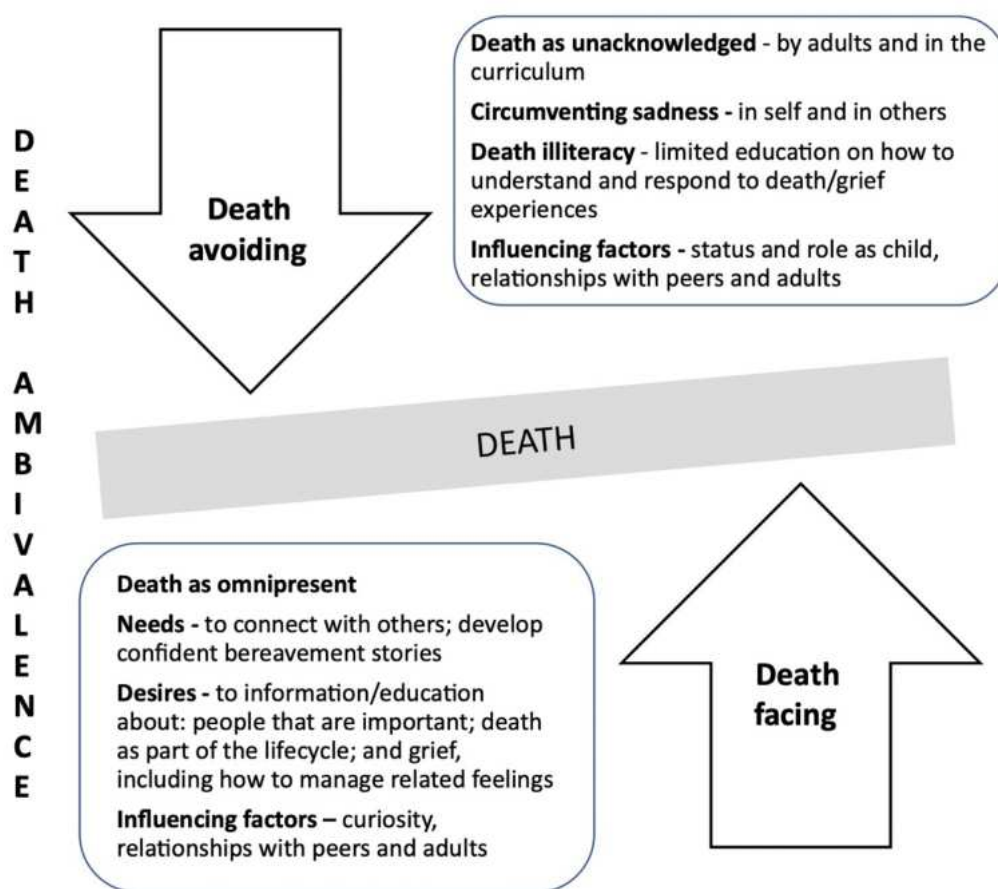 DEATH AMBIVALENCE
Death
avoiding
Death as unacknowledged - by adults and in the
curriculum
Circumventing sadness - in self and in others
Death illiteracy - limited education on how to
understand and respond to death/grief
experiences
Influencing factors - status and role as child,
relationships with peers and adults
DEATH
Death as omnipresent
Needs - to connect with others; develop
confident bereavement stories
Desires - to information/education
about: people that are important; death
as part of the lifecycle; and grief,
including how to manage related feelings
Influencing factors – curiosity,
relationships with peers and adults
Death
facing